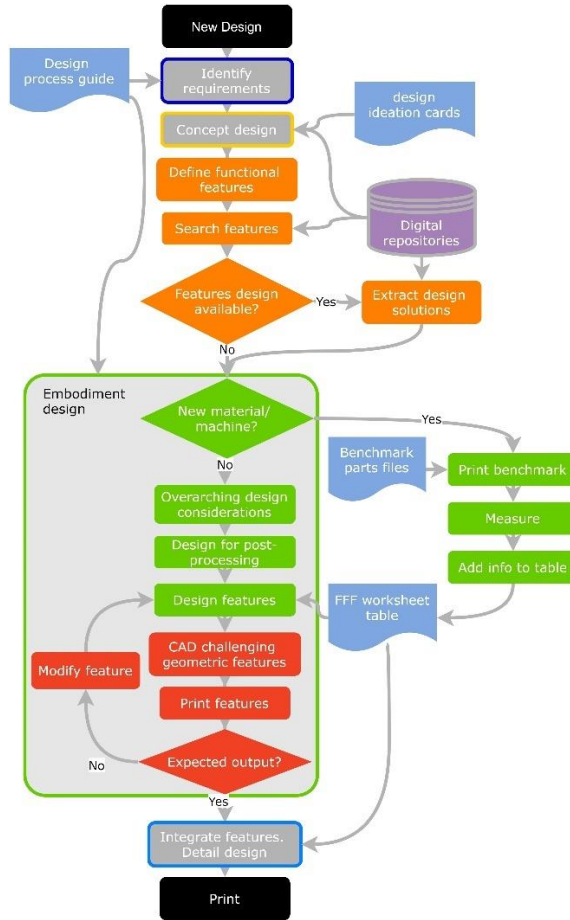 New Design
Design
process guide
Identify
requirements
design
ideation cards
Concept design
Define functional
features
Search features
Digital
repositories
Features design
available?
Yes
Extract design
solutions
No
Embodiment
design
New material/
machine?
Yes
No
Benchmark
parts files
Print benchmark
Overarching design
considerations
Measure
Design for post-
processing
Add info to table
Design features
FFF worksheet
table
CAD challenging
geometric features
Modify feature
Print features
Expected output?
No
Yes
Integrate features.
Detail design
Print